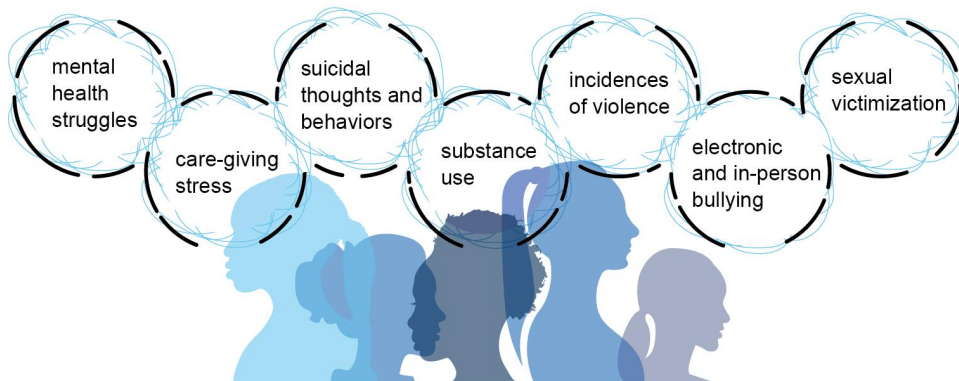 mental
health
struggles
care-giving
stress
suicidal
thoughts and
behaviors
substance
use
incidences
of violence
electronic
and in-person
bullying
sexual
victimization